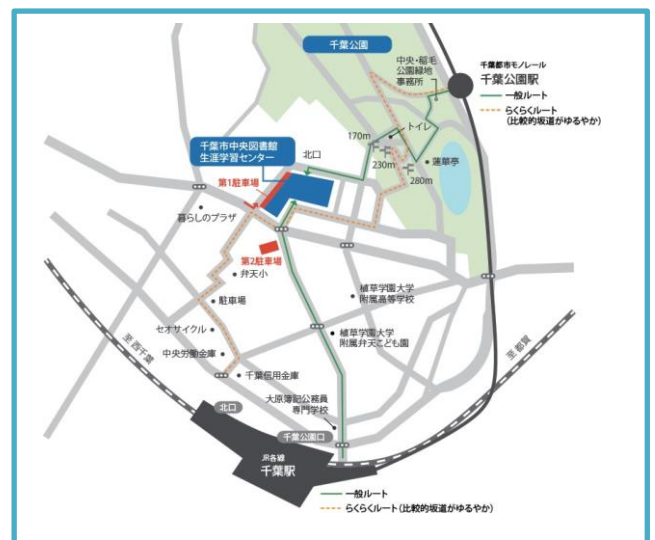 千葉公園
中央・稲毛
公園緑地
事務所
千葉都市モノレール
千葉公園駅
一般ルート
らくらくルート
(比較的坂道がゆるやか)
トイレ
170m
北口
千葉市中央図書館
生涯学習センター
230m
蓮華亭
280m
第1駐車場
暮らしのプラザ
第2駐車場
弁天小
植草学園大学
附属高等学校
駐車場
セオサイクル
植草学園大学
附属弁天こども園
至西千葉
至都賀
中央労働金庫
千葉信用金庫
大原簿記公務員
専門学校
北口
千葉公園口
JR各線
千葉駅
一般ルート
らくらくルート(比較的坂道がゆるやか)